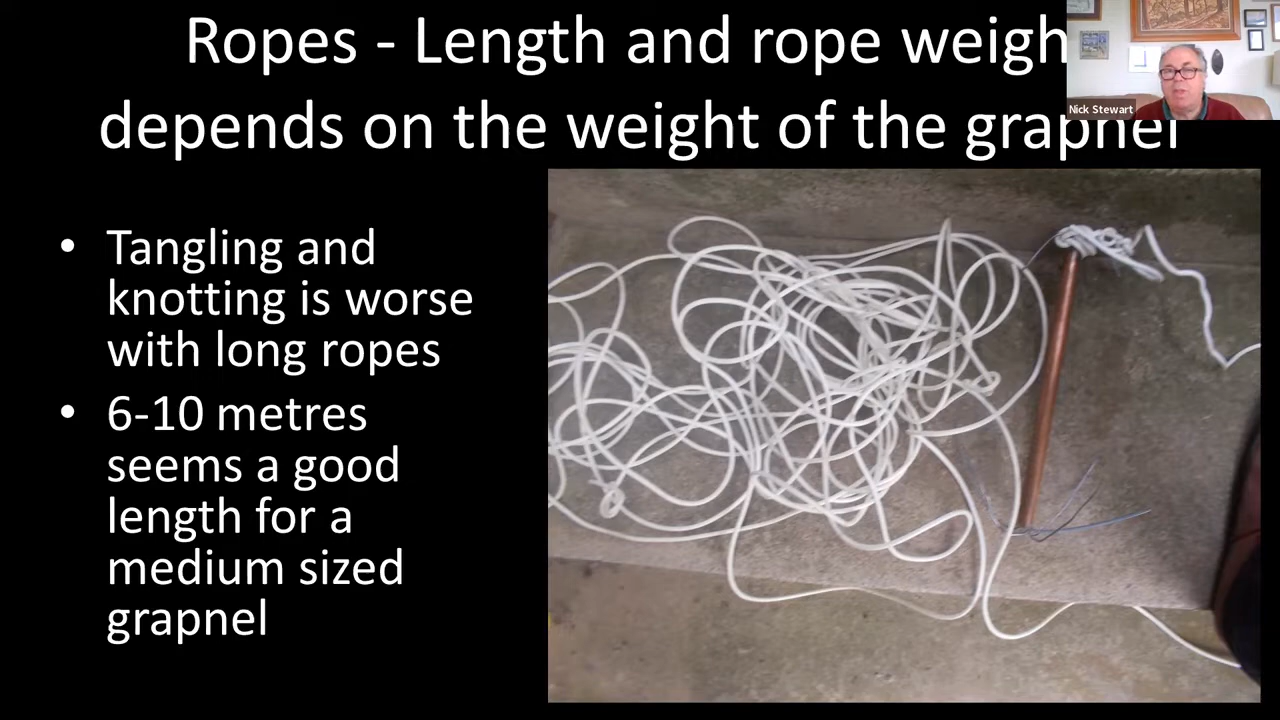 Ropes - Length and rope weigh
depends on the weight of the grapnel
Nick Stewart
• Tangling and
knotting is worse
with long ropes
• 6-10 metres
seems a good
length for a
medium sized
grapnel